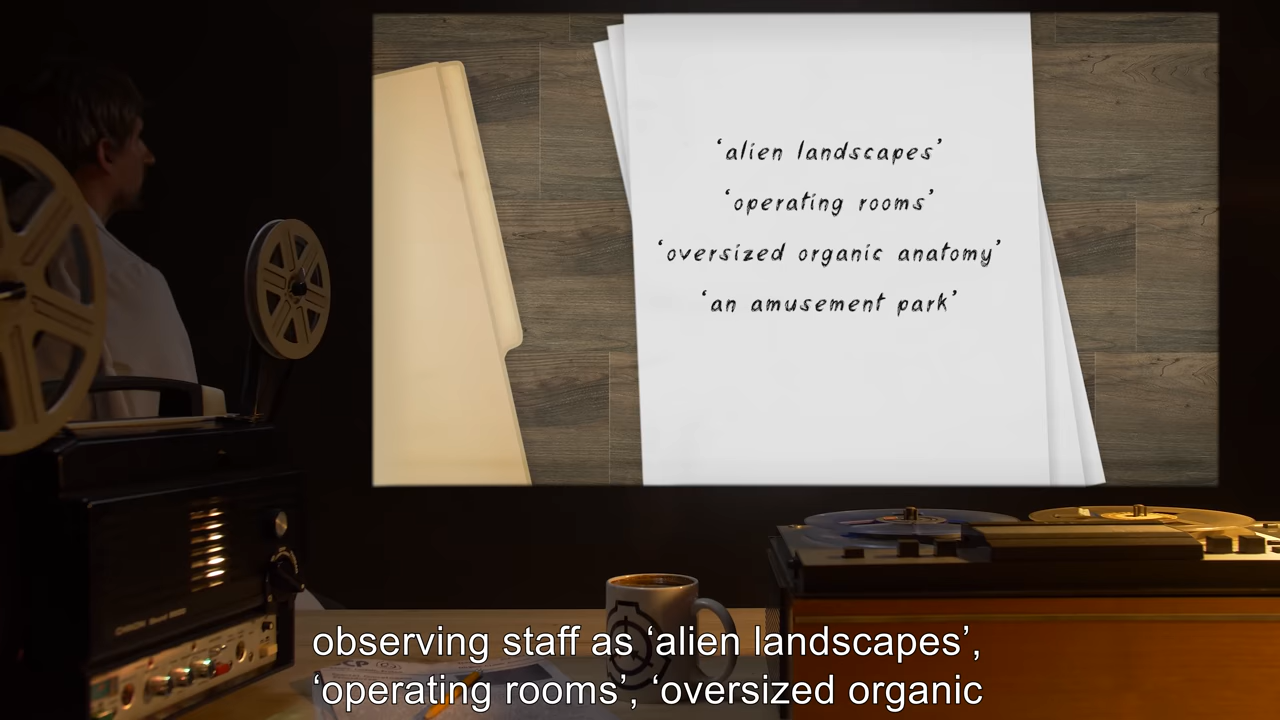 ‘alien landscapes’
‘operating rooms’
‘oversized organic anatomy’
‘an amusement park’
observing staff as ‘alien landscapes’,
‘operating rooms’, ‘oversized organic